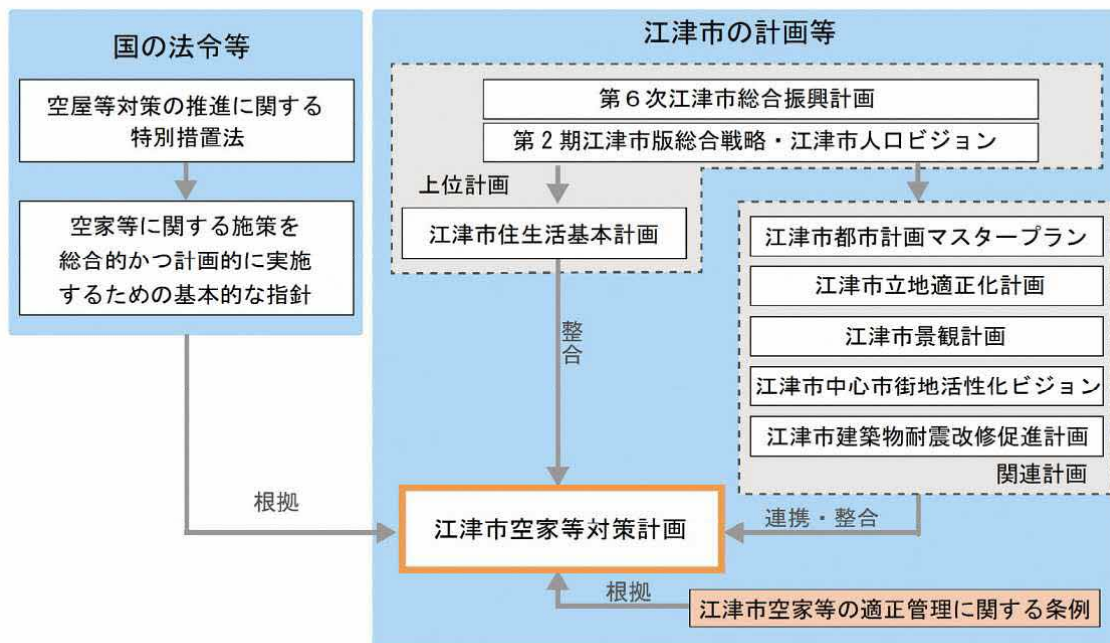 国の法令等
空屋等対策の推進に関する
特別措置法
空家等に関する施策を
総合的かつ計画的に実施
するための基本的な指針
根拠
江津市の計画等
第6次江津市総合振興計画
第2期江津市版総合戦略・江津市人口ビジョン
上位計画
江津市住生活基本計画
整合
江津市都市計画マスタープラン
江津市立地適正化計画
江津市景観計画
江津市中心市街地活性化ビジョン
江津市建築物耐震改修促進計画
関連計画
連携・整合
江津市空家等対策計画
根拠
江津市空家等の適正管理に関する条例